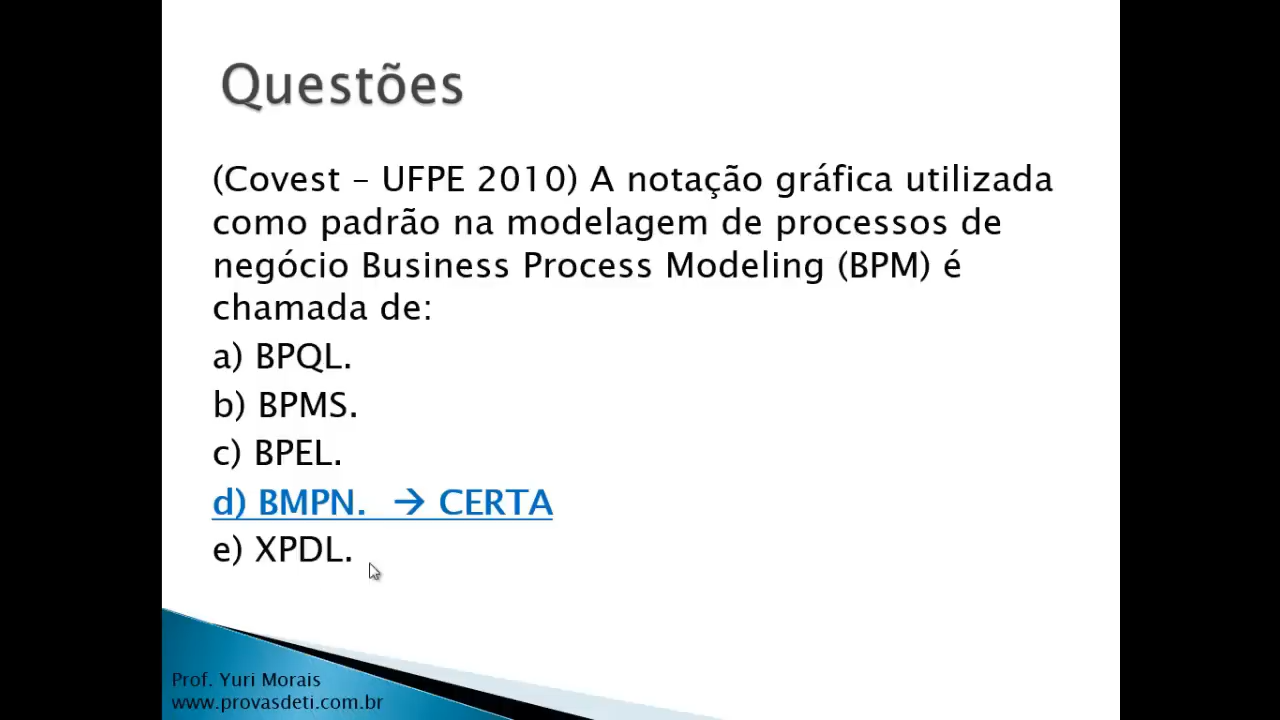 Questões
(Covest – UFPE 2010) A notação gráfica utilizada
como padrão na modelagem de processos de
negócio Business Process Modeling (BPM) é
chamada de:
a) BPQL.
b) BPMS.
c) BPEL.
d) BMPN. → CERTA
e) XPDL.
Prof. Yuri Morais
www.provasdeti.com.br